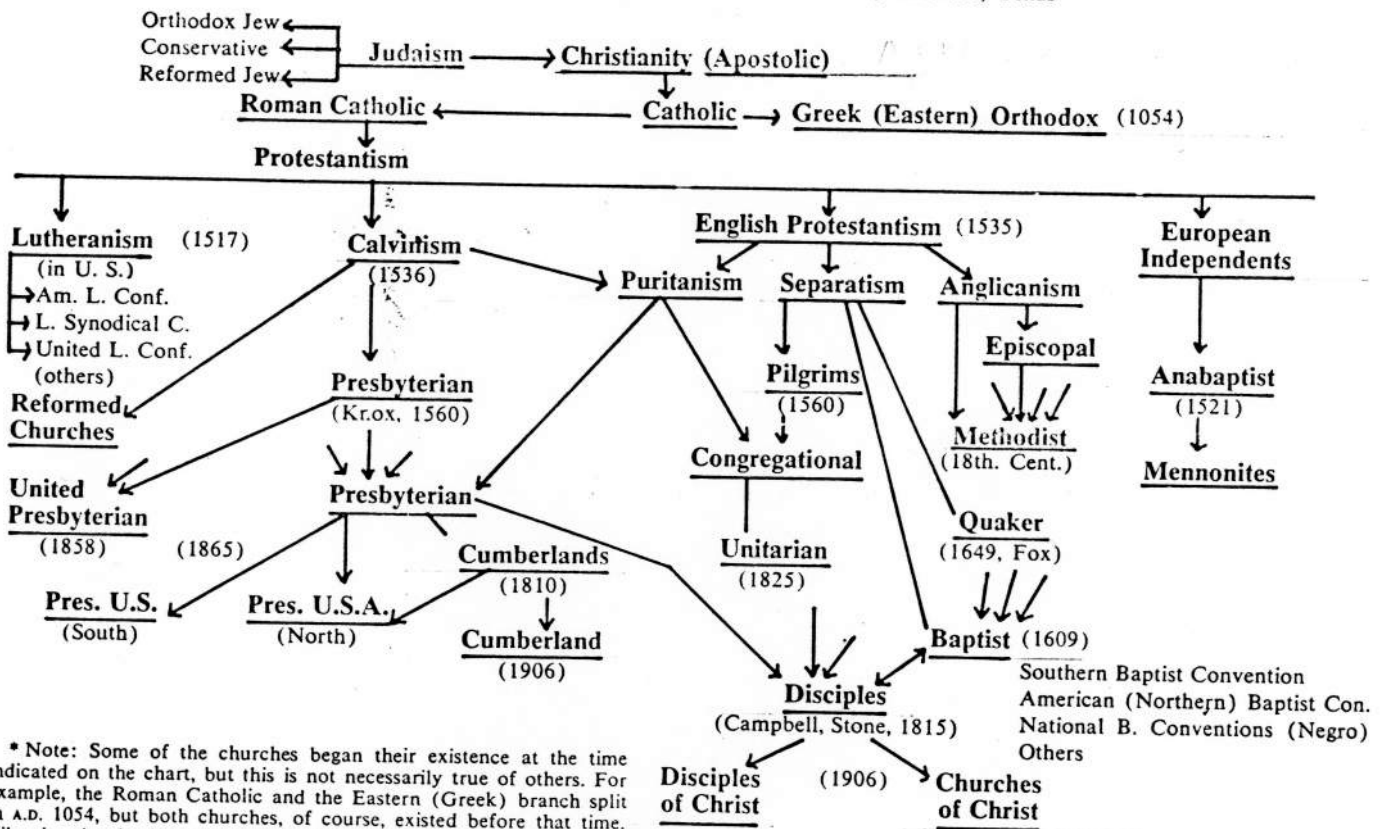 Orthodox Jew
Conservative
Reformed Jew
Judaism
Christianity (Apostolic)
Roman Catholic
Catholic
Greek (Eastern) Orthodox (1054)
Protestantism
Lutheranism (1517)
(in U. S.)
Am. L. Conf.
L. Synodical C.
United L. Conf.
(others)
Calvinism
(1536)
English Protestantism (1535)
European
Independents
Puritanism
Separatism
Anglicanism
Episcopal
Reformed
Churches
Presbyterian
(Krox, 1560)
Pilgrims
(1560)
Methodist
(18th. Cent.)
Anabaptist
(1521)
Mennonites
Congregational
United
Presbyterian
(1858)
Presbyterian
(1865)
Quaker
(1649, Fox)
Unitarian
(1825)
Cumberlands
(1810)
Pres. U.S.
(South)
Pres. U.S.A.
(North)
Cumberland
(1906)
Baptist (1609)
Southern Baptist Convention
American (Northern) Baptist Con.
National B. Conventions (Negro)
Others
Disciples
(Campbell, Stone, 1815)
Disciples
of Christ
(1906)
Churches
of Christ
* Note: Some of the churches began their existence at the time
ndicated on the chart, but this is not necessarily true of others. For
xample, the Roman Catholic and the Eastern (Greek) branch split
A.D. 1054, but both churches, of course, existed before that time.